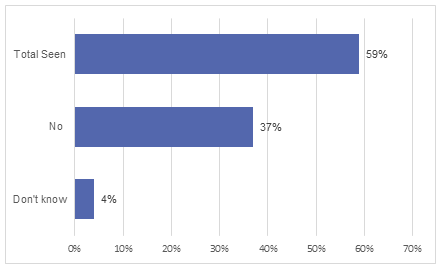 Total Seen 59%
No 37%
Don't know 4%
0% 10% 20% 30% 40% 50% 60% 70%